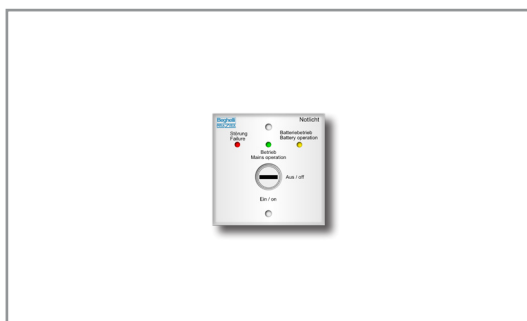 Beghelli
Notlicht
Störung
Failure
Batteriebetrieb
Battery operation
Betrieb
Mains operation
Aus / off
Ein / on